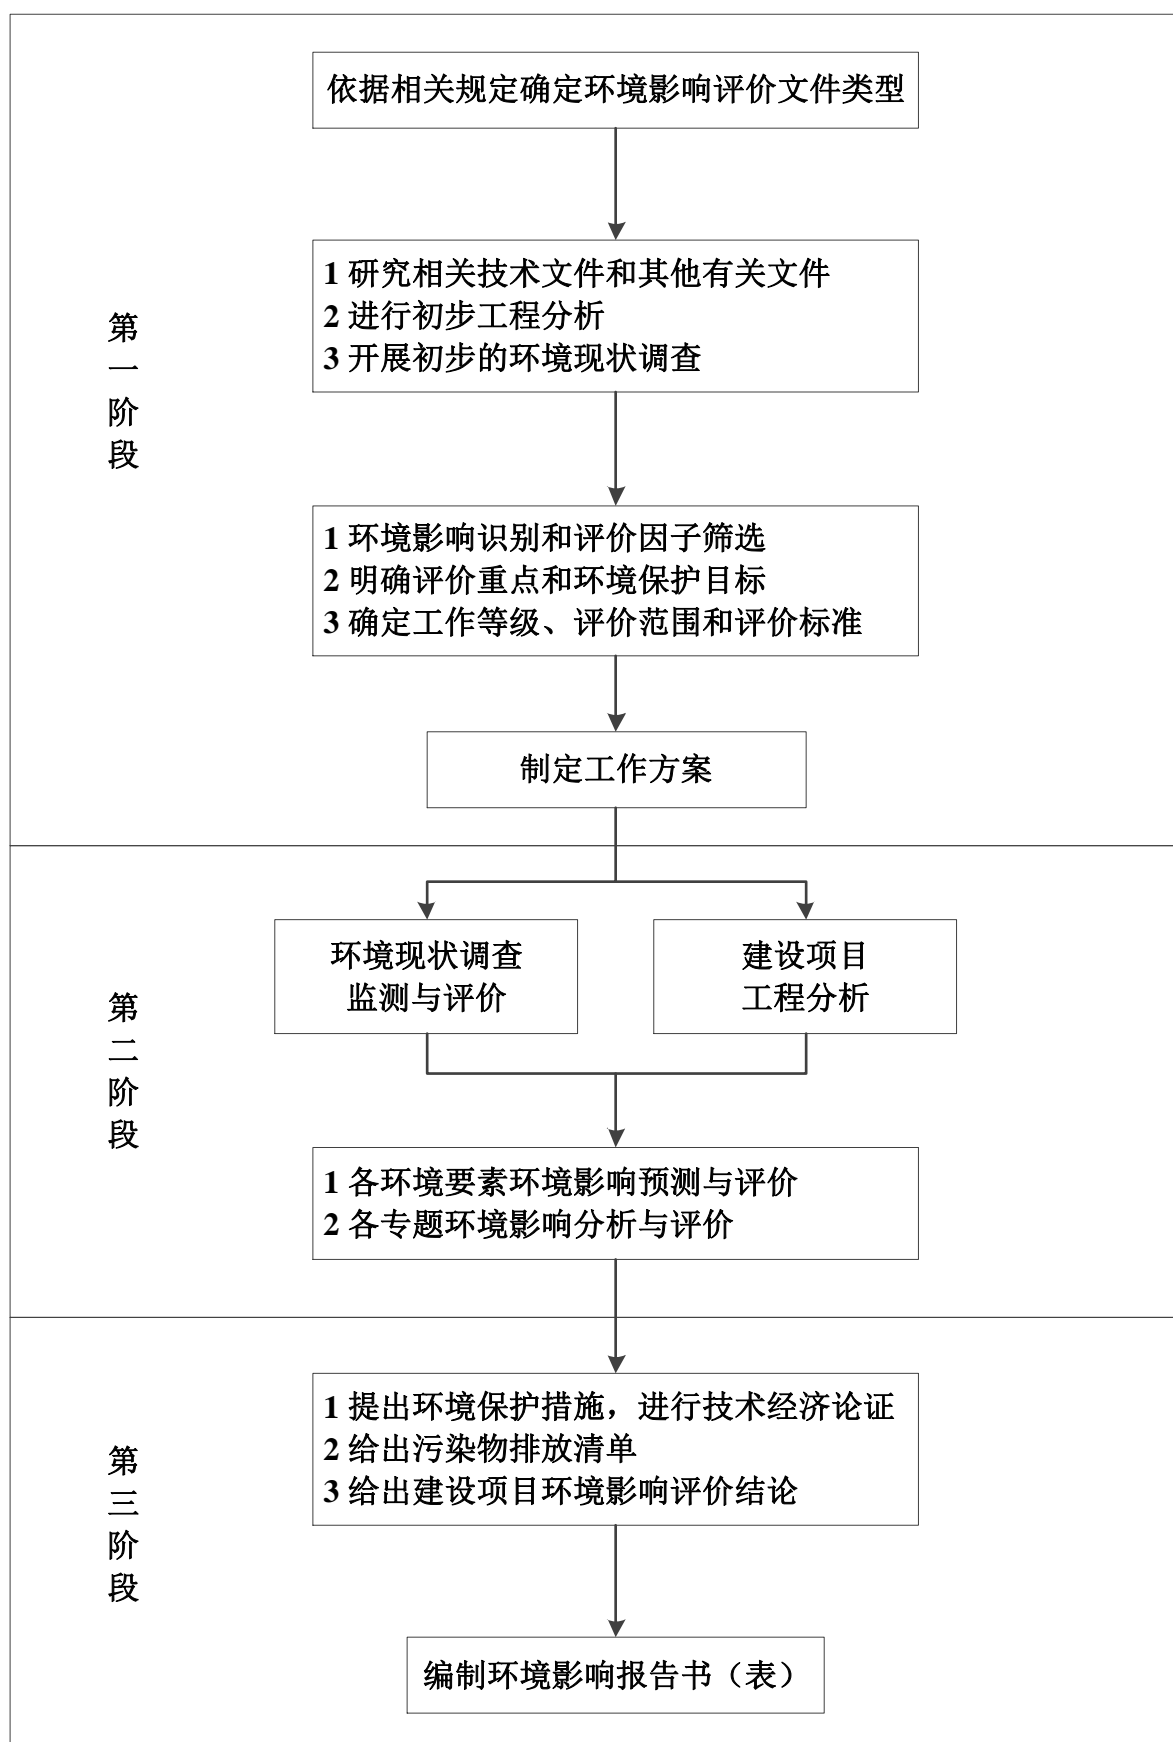 依据相关规定确定环境影响评价文件类型
1 研究相关技术文件和其他有关文件
2 进行初步工程分析
3 开展初步的环境现状调查
第
一
阶
段
1 环境影响识别和评价因子筛选
2 明确评价重点和环境保护目标
3 确定工作等级、评价范围和评价标准
制定工作方案
环境现状调查
监测与评价
建设项目
工程分析
第
二
阶
段
1 各环境要素环境影响预测与评价
2 各专题环境影响分析与评价
1 提出环境保护措施，进行技术经济论证
2 给出污染物排放清单
3 给出建设项目环境影响评价结论
第
三
阶
段
编制环境影响报告书（表）